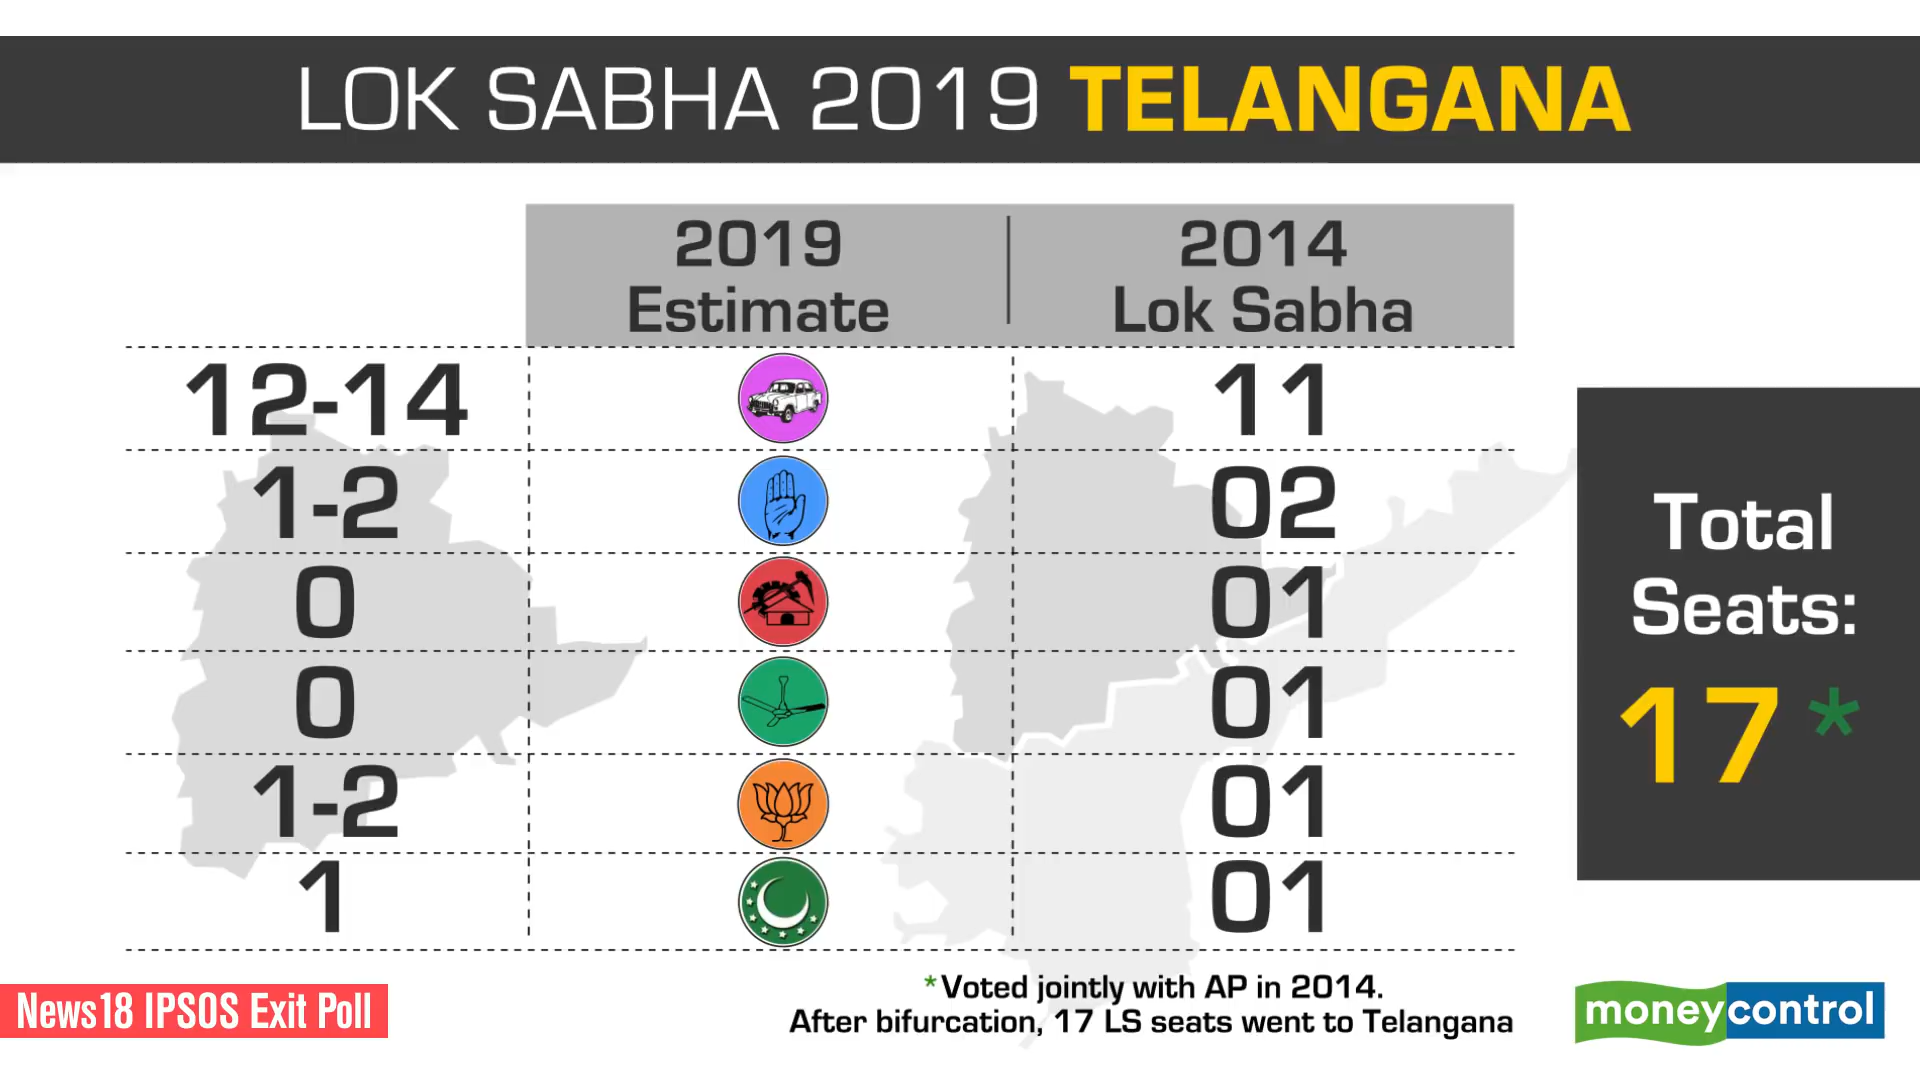 LOK SABHA 2019 TELANGANA
2019 2014
Estimate Lok Sabha
12-14 11
1-2 02
0 01
0 01
1-2 01
1 01
Total
Seats:
17*
*Voted jointly with AP in 2014.
After bifurcation, 17 LS seats went to Telangana
News18 IPSOS Exit Poll
moneycontrol